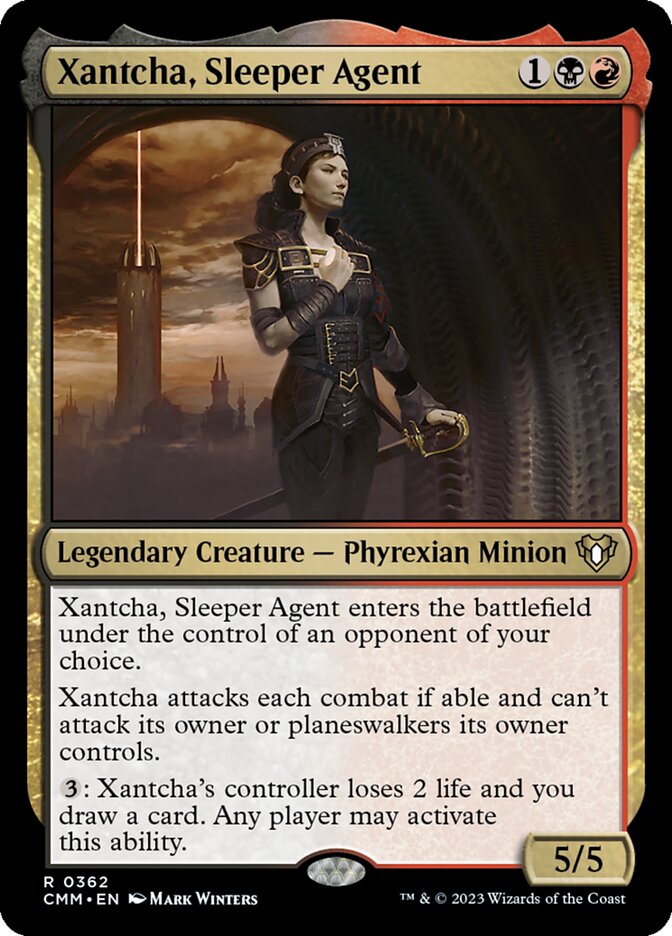 Xantcha, Sleeper Agent 1
Legendary Creature — Phyrexian Minion
Xantcha, Sleeper Agent enters the battlefield
under the control of an opponent of your
choice.
Xantcha attacks each combat if able and can't
attack its owner or planeswalkers its owner
controls.
3: Xantcha's controller loses 2 life and you
draw a card. Any player may activate
this ability.
5/5
R 0362
CMM • EN Mark Winters
™ & © 2023 Wizards of the Coast